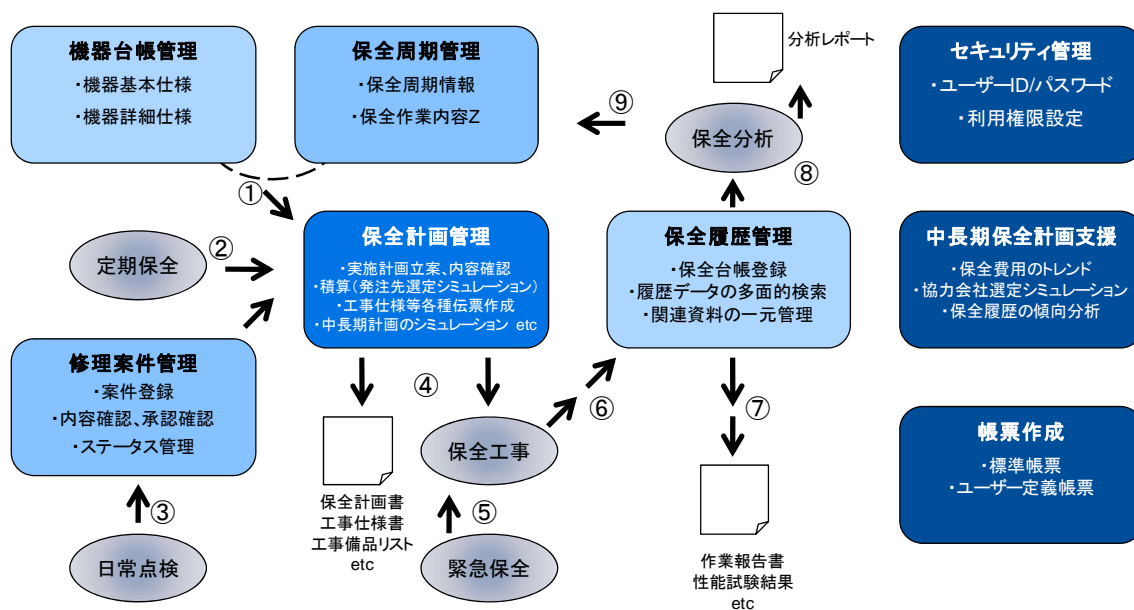 機器台帳管理
・機器基本仕様
・機器詳細仕様
保全周期管理
・保全周期情報
・保全作業内容Z
分析レポート
セキュリティ管理
・ユーザーID/パスワード
・利用権限設定
⑨
保全分析
⑧
①
②
定期保全
保全計画管理
・実施計画立案、内容確認
・積算(発注先選定シミュレーション)
・工事仕様等各種伝票作成
・中長期計画のシミュレーション etc
保全履歴管理
・保全台帳登録
・履歴データの多面的検索
・関連資料の一元管理
中長期保全計画支援
・保全費用のトレンド
・協力会社選定シミュレーション
・保全履歴の傾向分析
修理案件管理
・案件登録
・内容確認、承認確認
・ステータス管理
④
⑥
⑦
保全工事
帳票作成
・標準帳票
・ユーザー定義帳票
③
日常点検
保全計画書
工事仕様書
工事備品リスト
etc
⑤
緊急保全
作業報告書
性能試験結果
etc